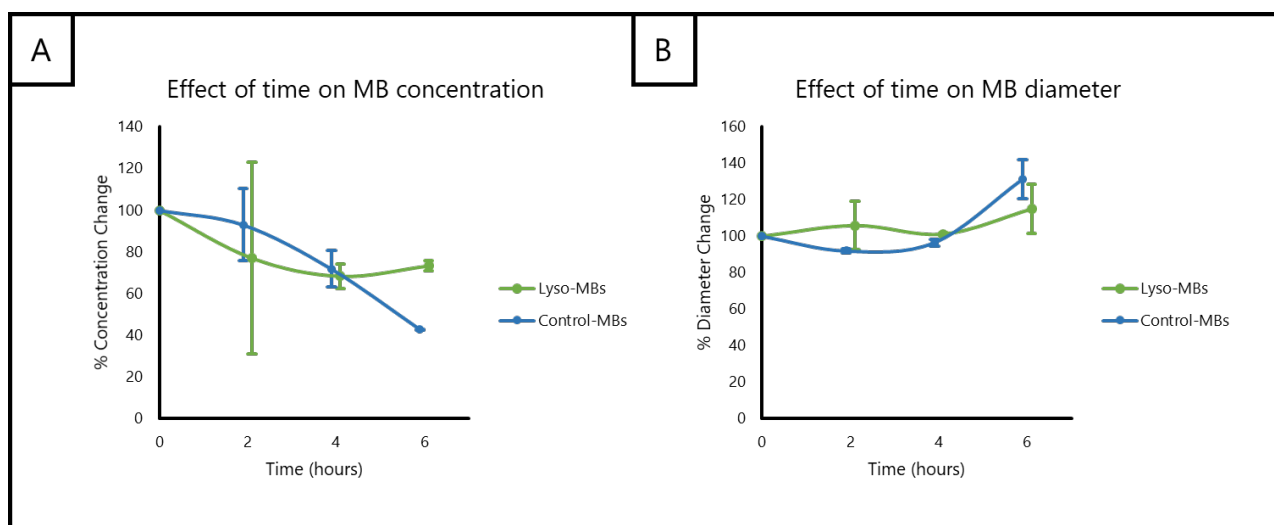 A
Effect of time on MB concentration
% Concentration Change
140
120
100
80
60
40
20
0
0 2 4 6
Time (hours)
Lyso-MBs
Control-MBs
B
Effect of time on MB diameter
% Diameter Change
160
140
120
100
80
60
40
20
0
0 2 4 6
Time (hours)
Lyso-MBs
Control-MBs